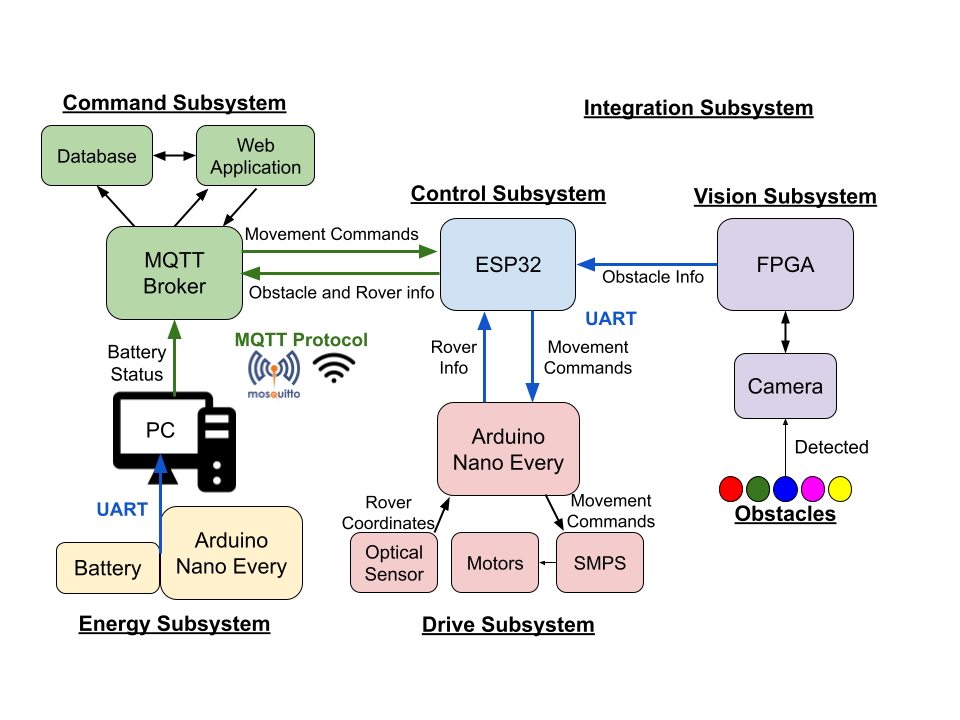 Command Subsystem
Integration Subsystem
Database
Web
Application
Control Subsystem
Vision Subsystem
MQTT
Broker
Movement Commands
Obstacle and Rover info
ESP32
Obstacle Info
FPGA
UART
MQTT Protocol
mosquitto
Battery
Status
Rover
Info
Movement
Commands
Camera
PC
Arduino
Nano Every
Detected
Obstacles
UART
Rover
Coordinates
Movement
Commands
Arduino
Nano Every
Battery
Optical
Sensor
Motors
SMPS
Energy Subsystem
Drive Subsystem